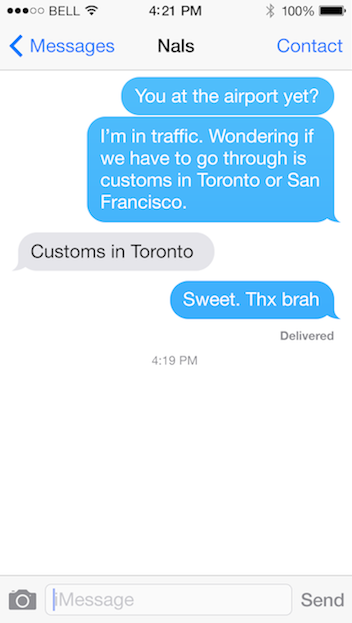 BELL 4:21 PM 100%
Messages Nals Contact
You at the airport yet?
I'm in traffic. Wondering if
we have to go through is
customs in Toronto or San
Francisco.
Customs in Toronto
Sweet. Thx brah
Delivered
4:19 PM
iMessage Send